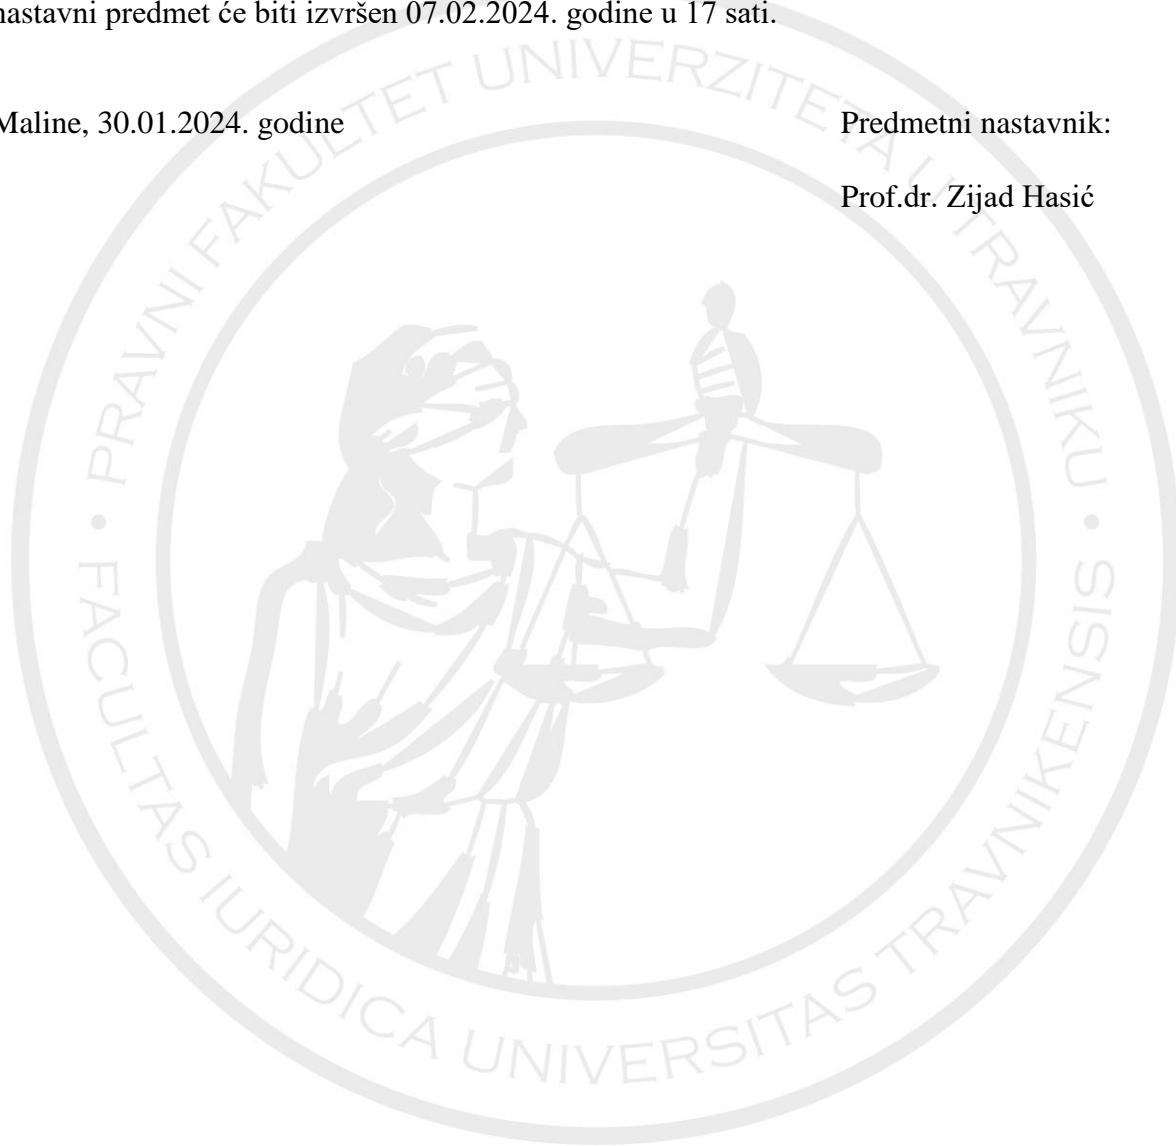 nastavni predmet će biti izvršen 07.02.2024. godine u 17 sati.
Maline, 30.01.2024. godine
Predmetni nastavnik:
Prof.dr. Zijad Hasić
• PRAVNI FAKULTET UNIVERZITETA U TRAVNIKU •
FACULTAS IURIDICA UNIVERSITAS TRAVNIKENSIS